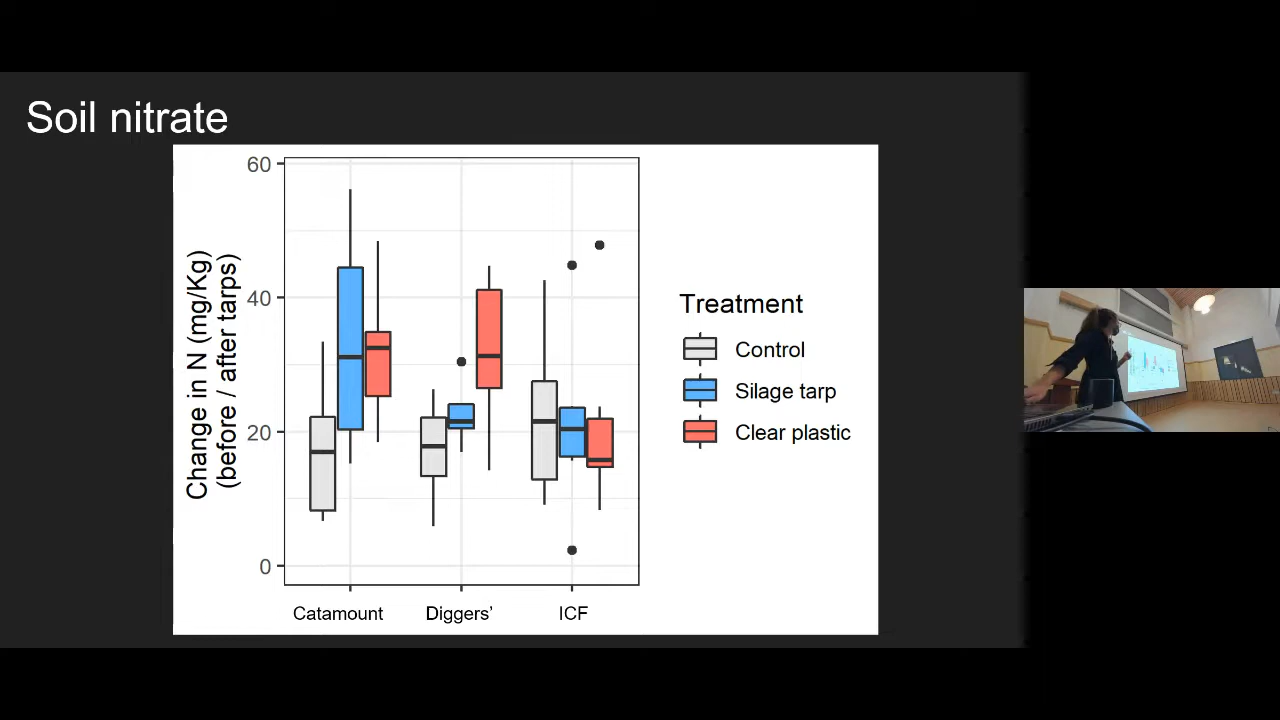 Soil nitrate
Change in N (mg/Kg)
(before / after tarps)
60
40
20
0
Catamount Diggers' ICF
Treatment
Control
Silage tarp
Clear plastic